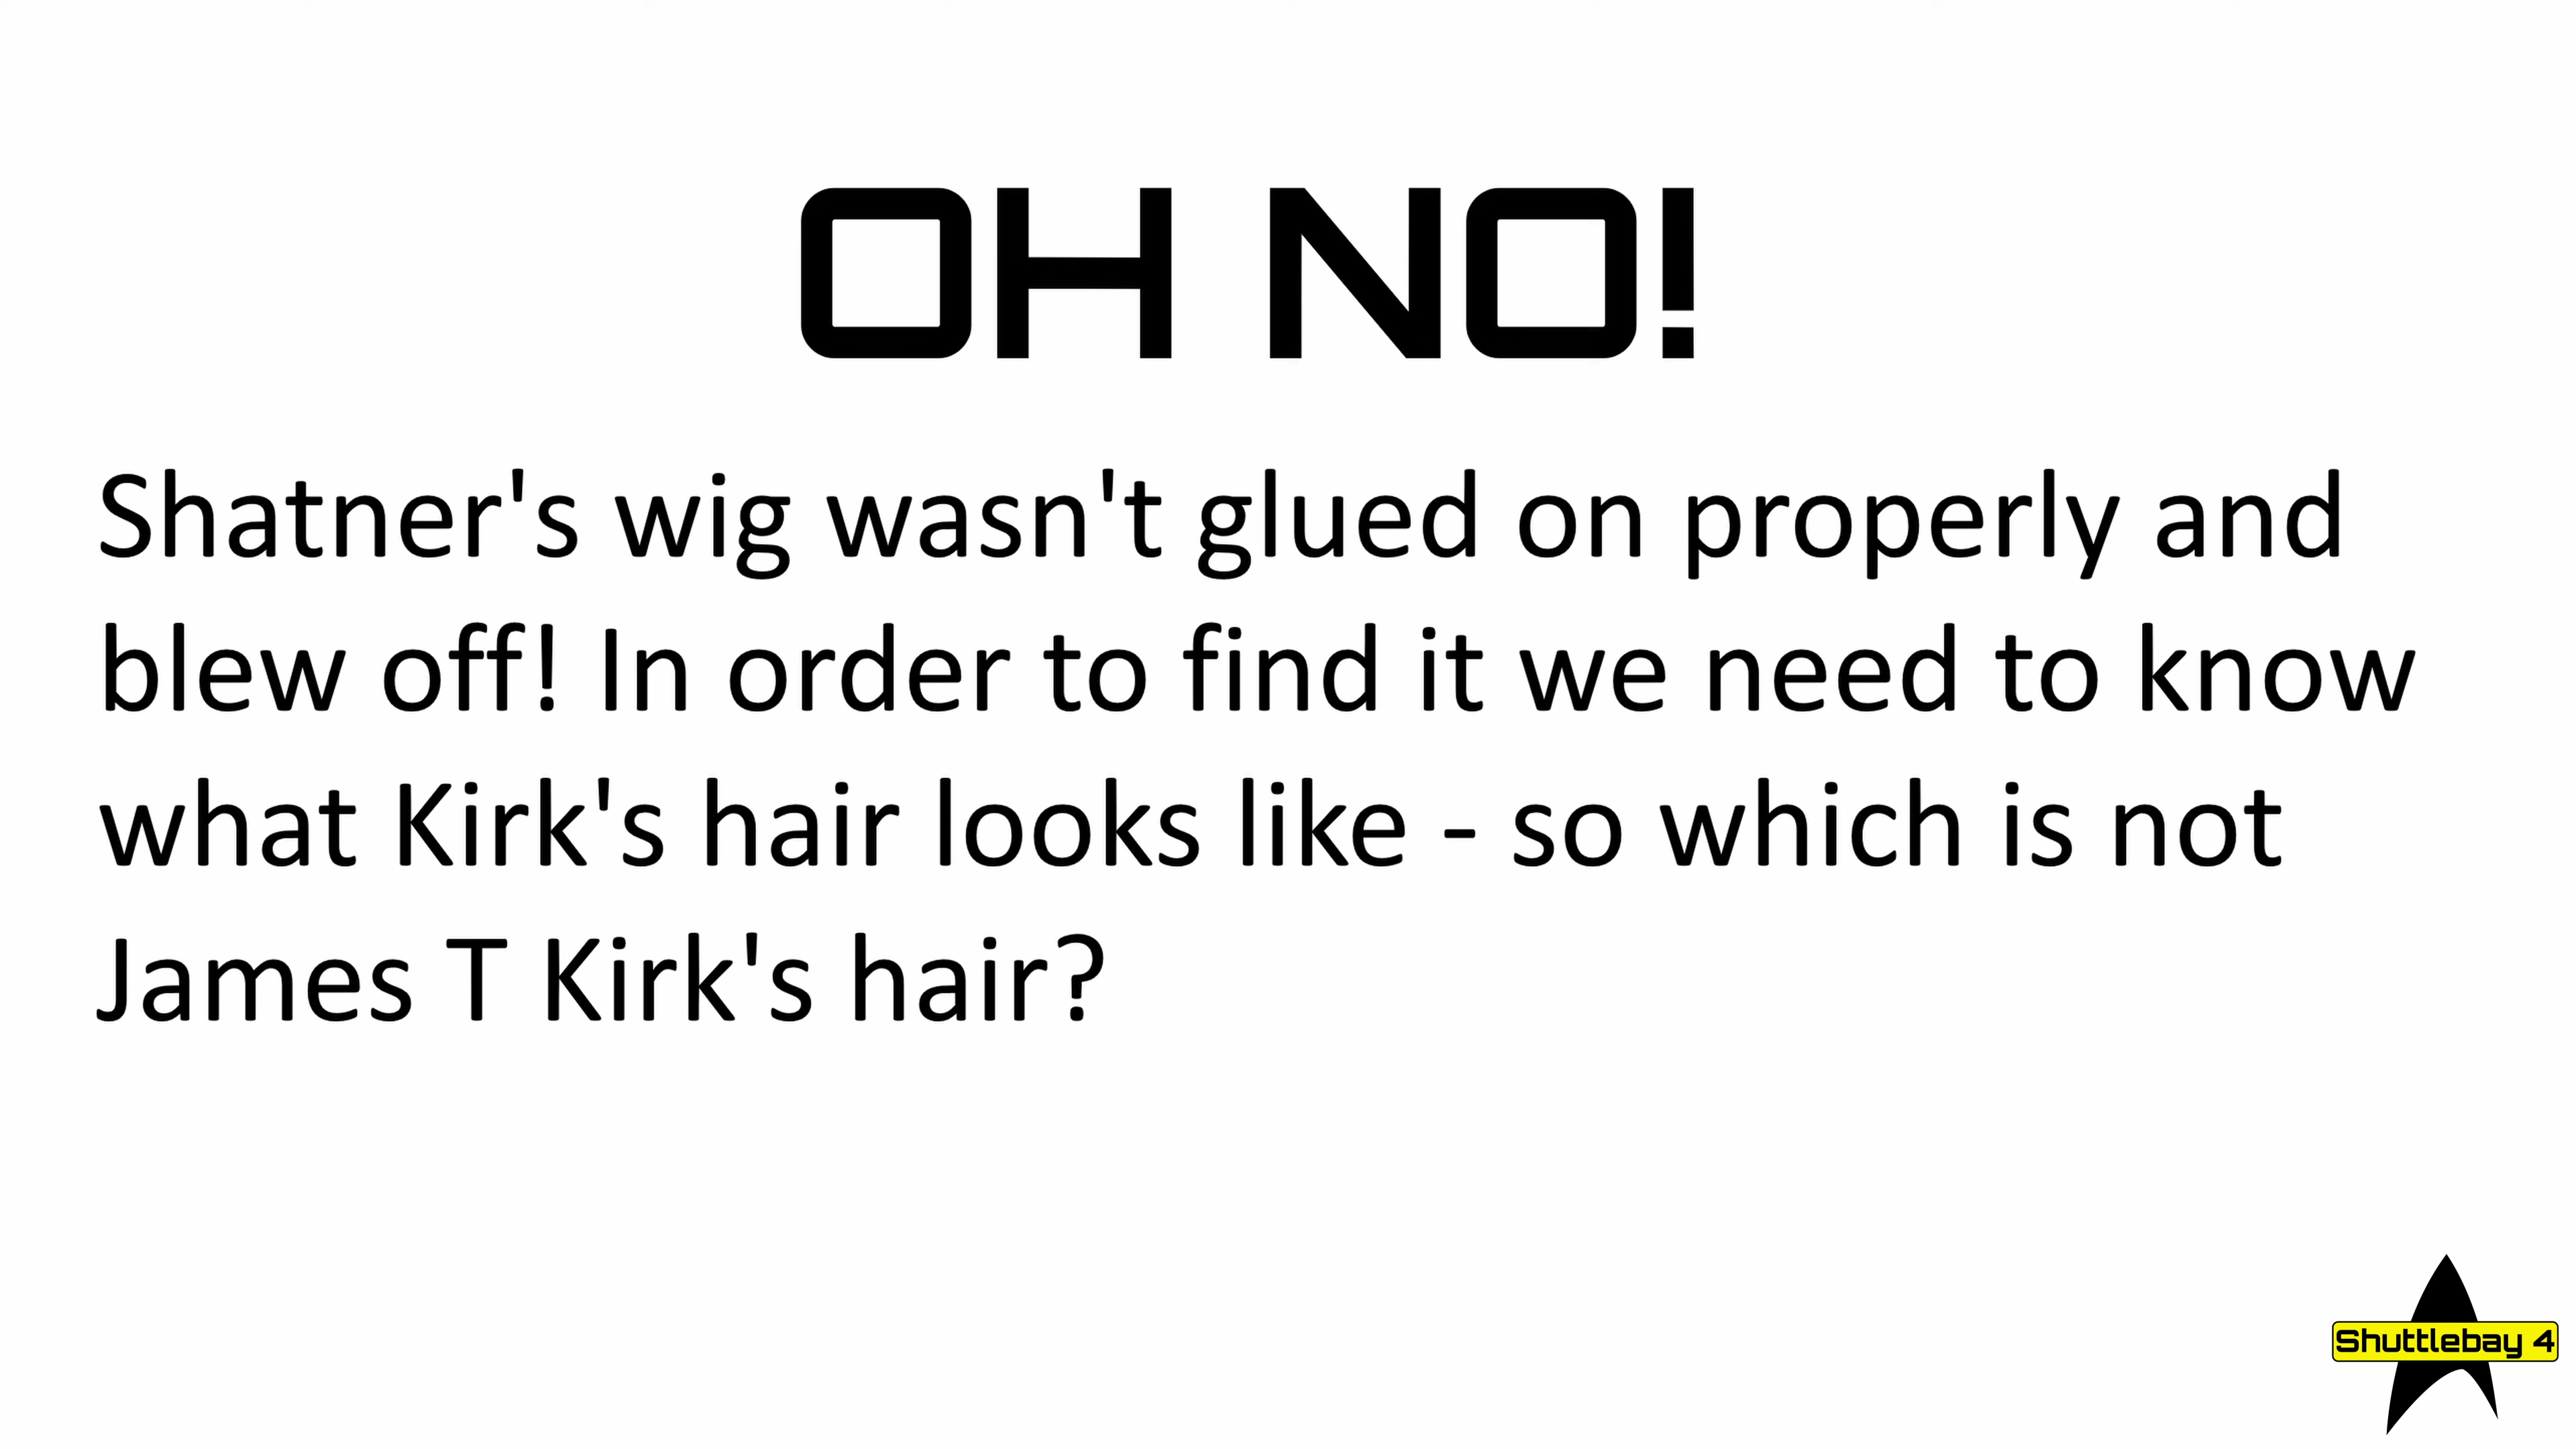 OH NO!
Shatner's wig wasn't glued on properly and
blew off! In order to find it we need to know
what Kirk's hair looks like - so which is not
James T Kirk's hair?
Shuttlebay 4